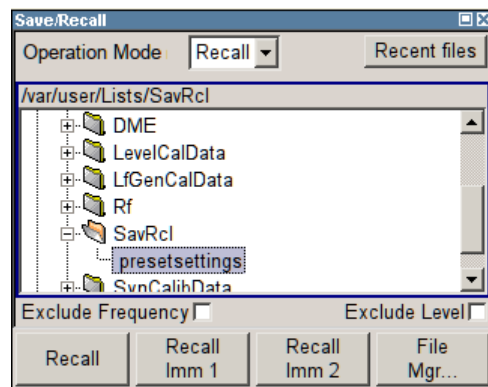 Save/Recall
Operation Mode Recall Recent files
/var/user/Lists/SavRcl
DME
LevelCalData
LfGenCalData
Rf
SavRcl
presetsettings
SynCalibData
Exclude Frequency Exclude Level
Recall Recall Imm 1 Recall Imm 2 File Mgr...